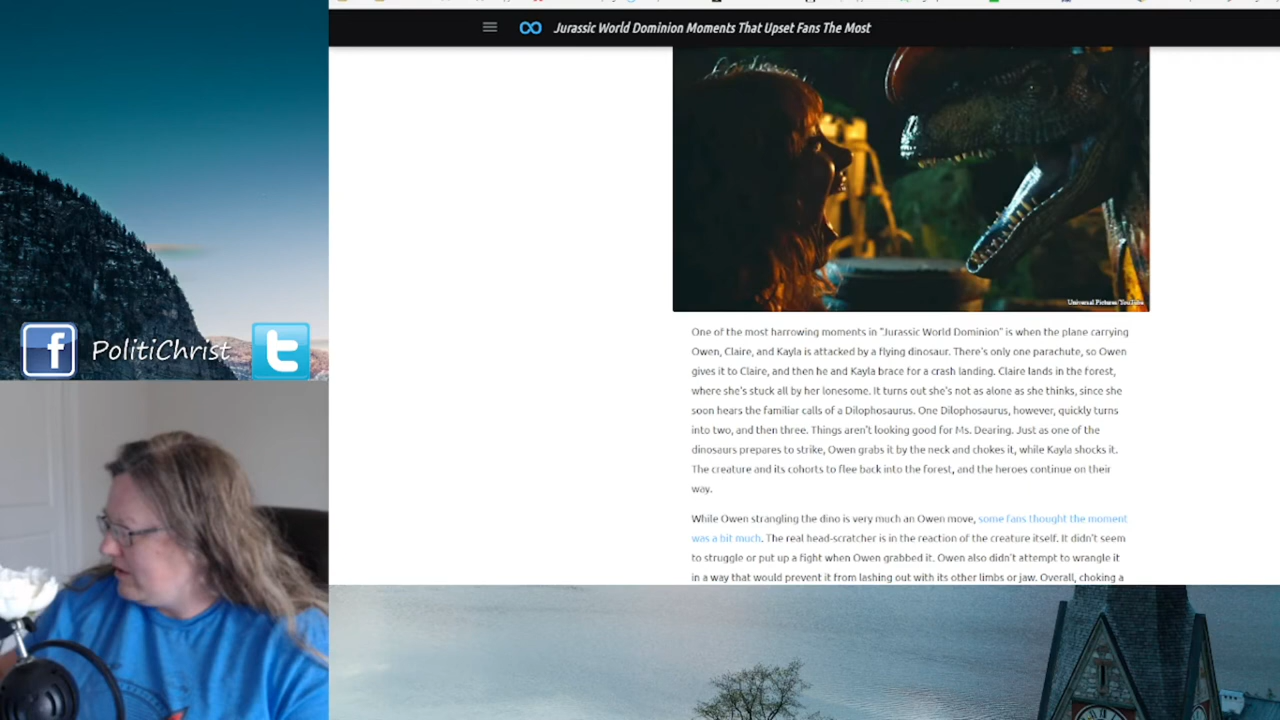 Jurassic World Dominion Moments That Upset Fans The Most
Universal Pictures/YouTube
PolitiChrist
One of the most harrowing moments in "Jurassic World Dominion" is when the plane carrying
Owen, Claire, and Kayla is attacked by a flying dinosaur. There's only one parachute, so Owen
gives it to Claire, and then he and Kayla brace for a crash landing. Claire lands in the forest,
where she's stuck all by her lonesome. It turns out she's not as alone as she thinks, since she
soon hears the familiar calls of a Dilophosaurus. One Dilophosaurus, however, quickly turns
into two, and then three. Things aren't looking good for Ms. Dearing. Just as one of the
dinosaurs prepares to strike, Owen grabs it by the neck and chokes it, while Kayla shocks it.
The creature and its cohorts to flee back into the forest, and the heroes continue on their
way.
While Owen strangling the dino is very much an Owen move, some fans thought the moment
was a bit much. The real head-scratcher is in the reaction of the creature itself. It didn't seem
to struggle or put up a fight when Owen grabbed it. Owen also didn't attempt to wrangle it
in a way that would prevent it from lashing out with its other limbs or jaw. Overall, choking a